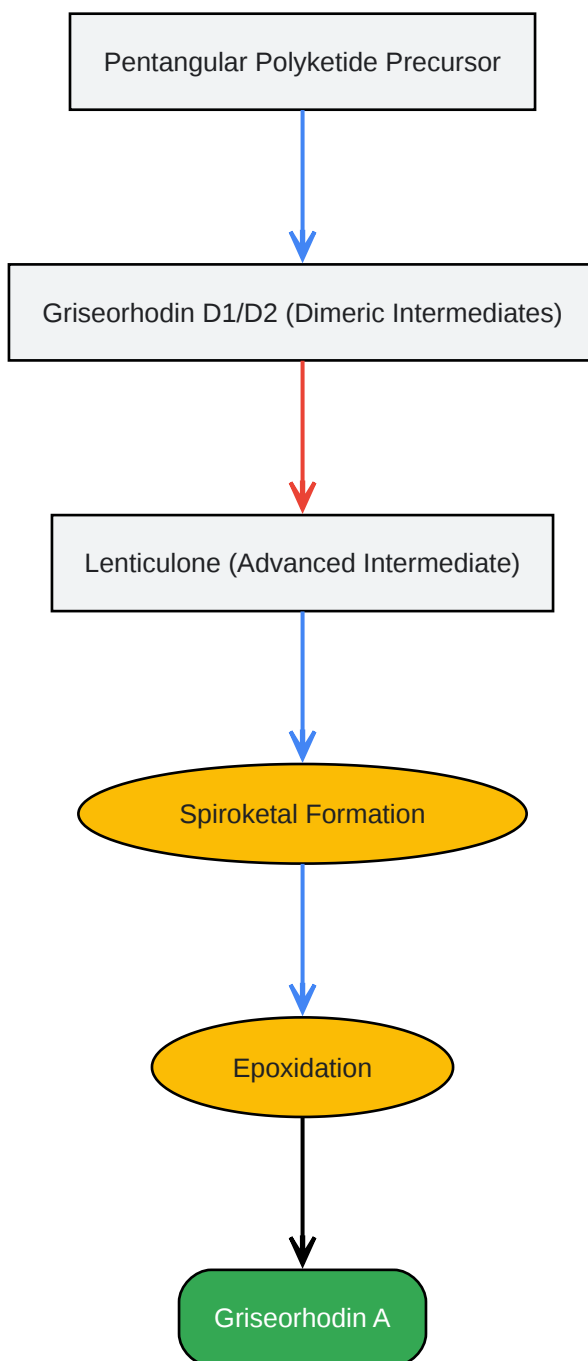 Pentangular Polyketide Precursor
Griseorhodin D1/D2 (Dimeric Intermediates)
Lenticulone (Advanced Intermediate)
Spiroketal Formation
Epoxidation
Griseorhodin A